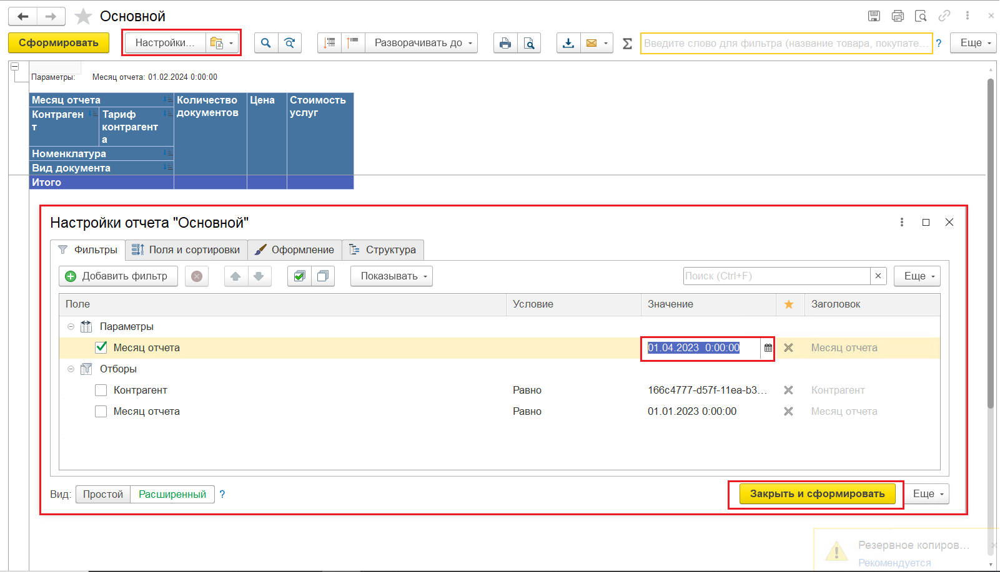 Основной
Сформировать
Настройки...
Разворачивать до
Введите слово для фильтра (название товара, покупате...
?
Еще
Параметры: Месяц отчета: 01.02.2024 0:00:00
Месяц отчета
Количество документов
Цена
Стоимость услуг
Контраген
т
Тариф
контрагент
а
Номенклатура
Вид документа
Итого
Настройки отчета "Основной"
Фильтры
Поля и сортировки
Оформление
Структура
Добавить фильтр
Показывать
Поиск (Ctrl+F)
Еще
Поле Условие Значение Заголовок
Параметры
Месяц отчета 01.04.2023 0:00:00 Месяц отчета
Отборы
Контрагент Равно 166c4777-d57f-11ea-b3... Контрагент
Месяц отчета Равно 01.01.2023 0:00:00 Месяц отчета
Вид: Простой Расширенный ?
Закрыть и сформировать
Еще
Резервное копиров...
Рекомендуется